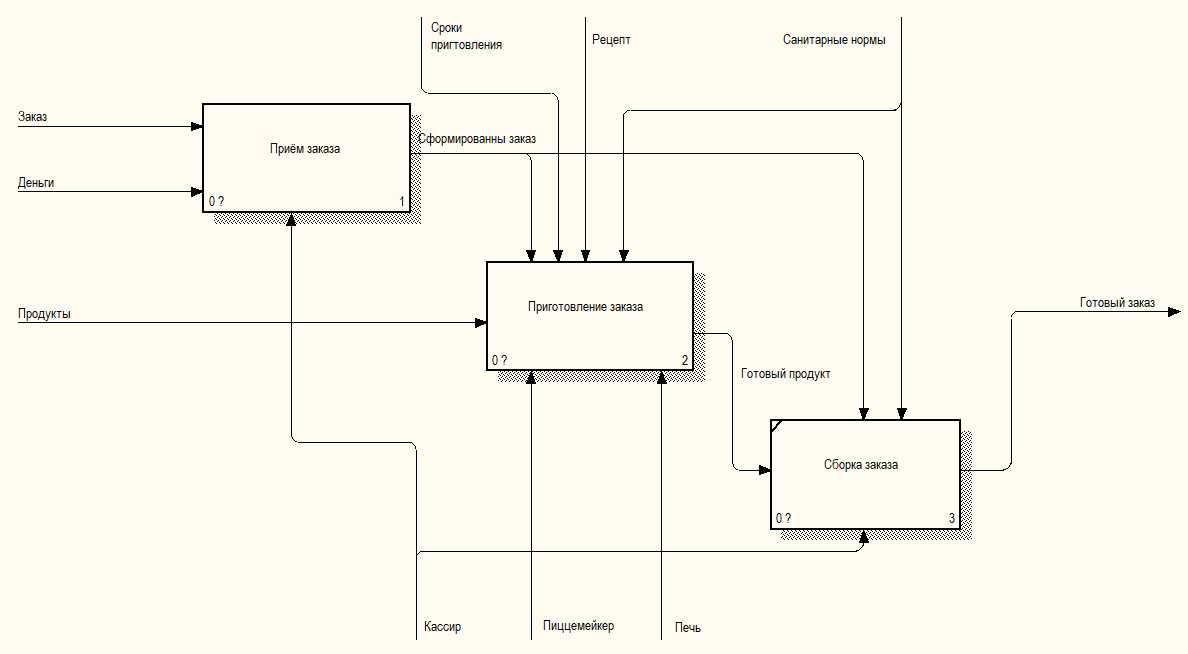 Сроки
пригтовления
Рецепт
Санитарные нормы
Заказ
Сформированны заказ
Приём заказа
Деньги
0 ?
1
Готовый заказ
Приготовление заказа
Продукты
0 ?
2
Готовый продукт
Сборка заказа
0 ?
3
Кассир
Пиццемейкер
Печь